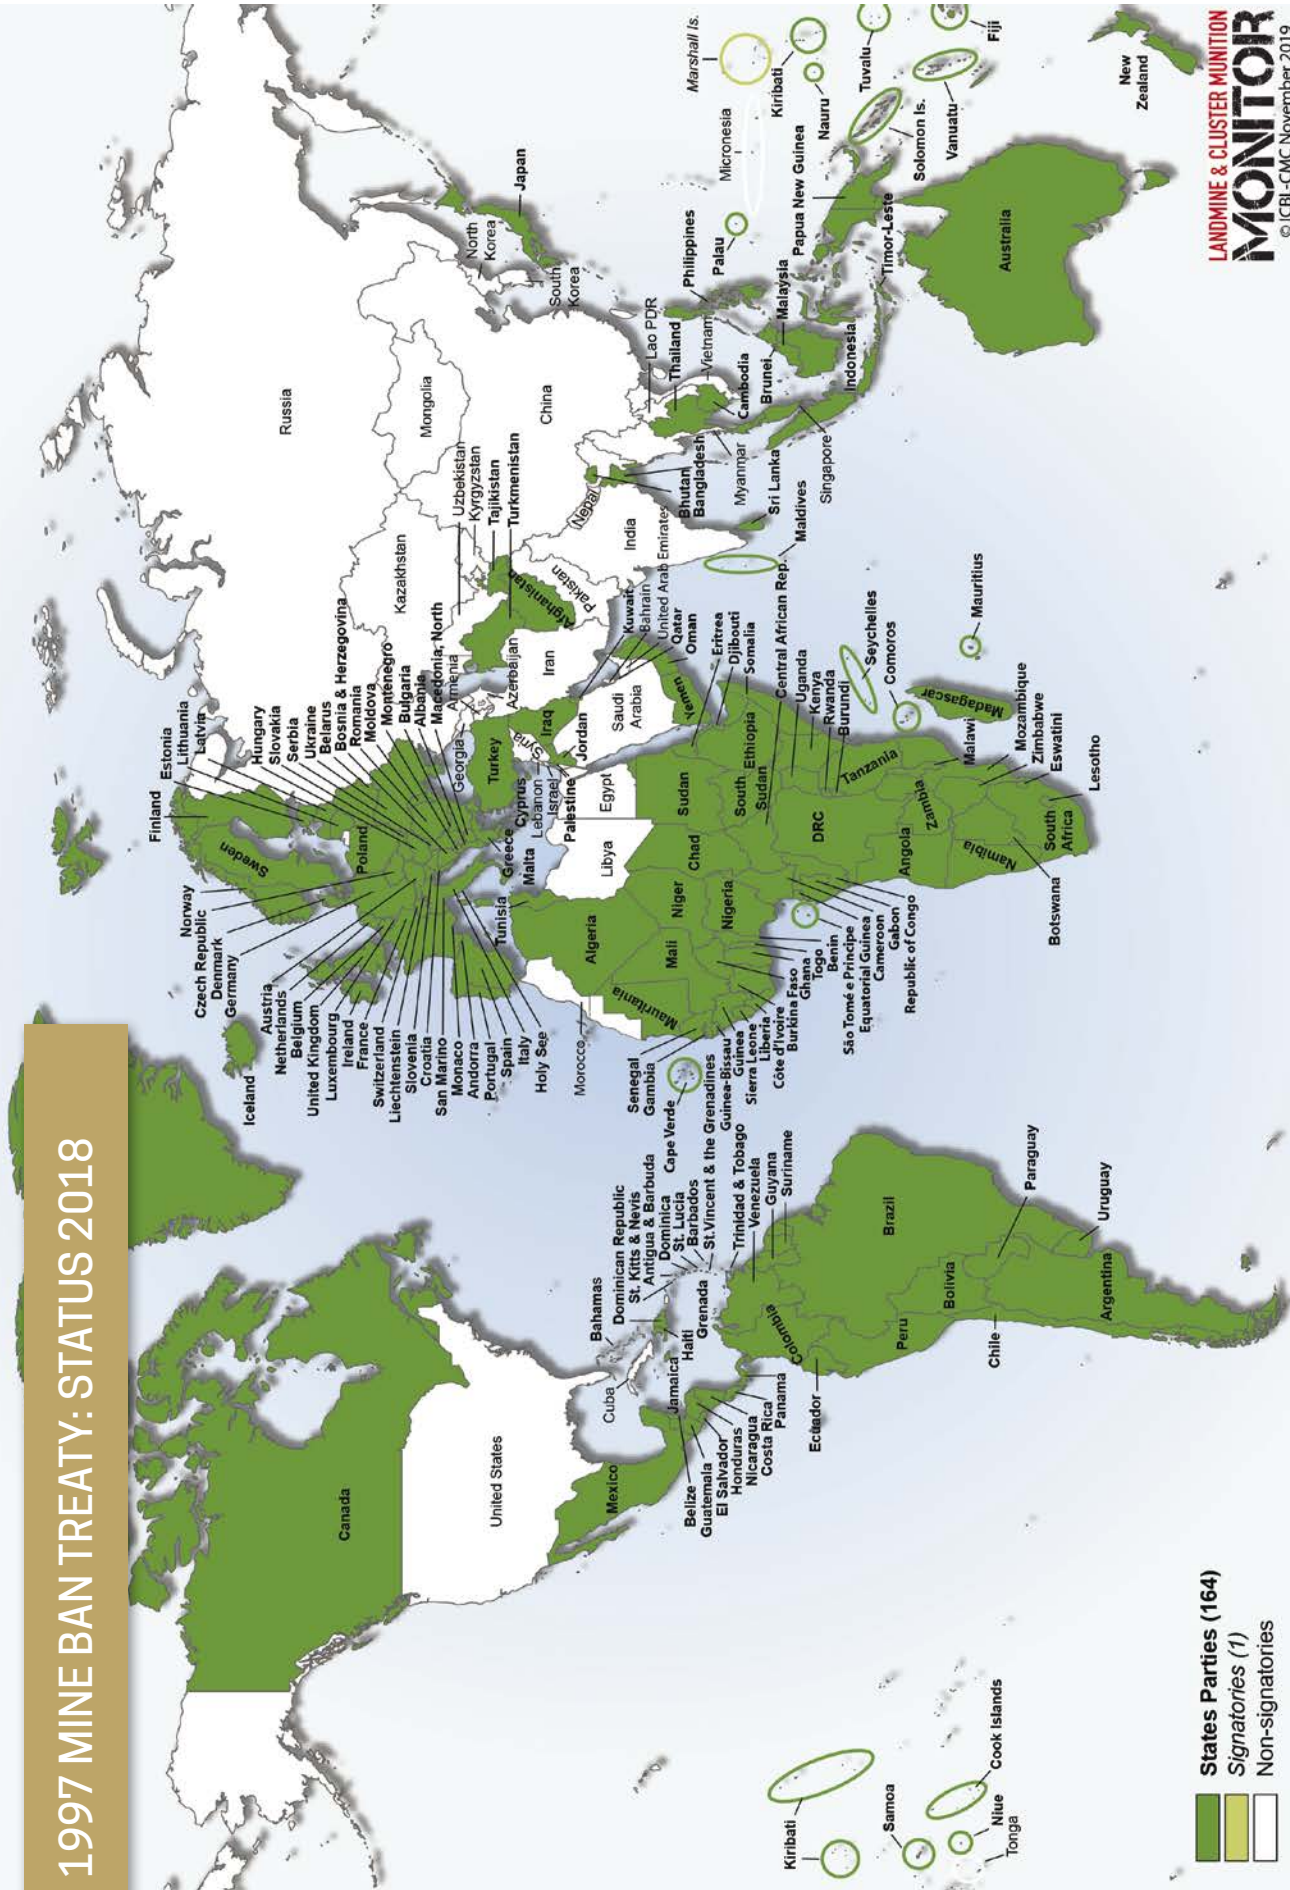 1997 MINE BAN TREATY: STATUS 2018
Canada
United States
Mexico
Cuba
Bahamas
Dominican Republic
St. Kitts & Nevis
Antigua & Barbuda
Dominica
St. Lucia
Barbados
St.Vincent & the Grenadines
Grenada
Haiti
Jamaica
Trinidad & Tobago
Venezuela
Guyana
Suriname
Belize
Guatemala
El Salvador
Honduras
Nicaragua
Costa Rica
Panama
Colombia
Ecuador
Peru
Brazil
Bolivia
Chile
Paraguay
Argentina
Uruguay
Kiribati
Samoa
Cook Islands
Niue
Tonga
Iceland
Norway
Czech Republic
Denmark
Germany
Austria
Netherlands
Belgium
United Kingdom
Luxembourg
Ireland
France
Switzerland
Liechtenstein
Slovenia
Croatia
San Marino
Monaco
Andorra
Portugal
Spain
Italy
Holy See
Sweden
Finland
Estonia
Lithuania
Latvia
Poland
Hungary
Slovakia
Serbia
Ukraine
Belarus
Bosnia & Herzegovina
Romania
Moldova
Montenegro
Bulgaria
Albania
Macedonia, North
Armenia
Georgia
Azerbaijan
Turkey
Greece
Malta
Cyprus
Lebanon
Israel
Palestine
Syria
Iraq
Jordan
Iran
Saudi
Arabia
Yemen
Kuwait
Bahrain
United Arab Emirates
Qatar
Oman
Russia
Kazakhstan
Mongolia
China
Uzbekistan
Kyrgyzstan
Tajikistan
Turkmenistan
Afghanistan
Pakistan
Nepal
India
Bhutan
Bangladesh
Myanmar
Sri Lanka
Maldives
Singapore
North
Korea
South
Korea
Japan
Lao PDR
Thailand
Vietnam
Cambodia
Philippines
Palau
Brunei
Malaysia
Indonesia
Timor-Leste
Papua New Guinea
Micronesia
Marshall Is.
Kiribati
Nauru
Tuvalu
Solomon Is.
Vanuatu
Fiji
Australia
New
Zealand
Morocco
Tunisia
Algeria
Libya
Egypt
Mauritania
Mali
Niger
Chad
Sudan
Nigeria
South
Sudan
Ethiopia
Eritrea
Djibouti
Somalia
Central African Rep.
Uganda
Kenya
Rwanda
Burundi
Seychelles
Comoros
Mauritius
Madagascar
Senegal
Gambia
Cape Verde
Guinea-Bissau
Guinea
Sierra Leone
Liberia
Côte d'Ivoire
Burkina Faso
Ghana
Togo
Benin
São Tomé e Principe
Equatorial Guinea
Cameroon
Gabon
Republic of Congo
DRC
Tanzania
Angola
Zambia
Malawi
Mozambique
Zimbabwe
Eswatini
Lesotho
Namibia
South
Africa
Botswana
States Parties (164)
Signatories (1)
Non-signatories
LANDMINE & CLUSTER MUNITION
MONITOR
© ICBL-CMC November 2019